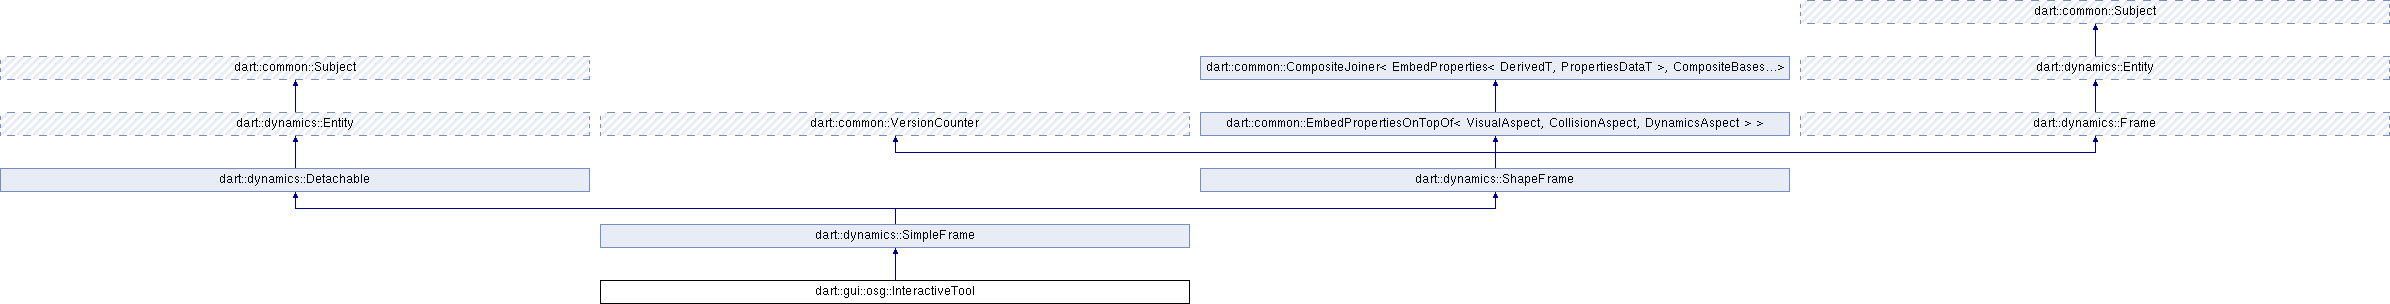 dart::common::Subject
dart::common::Subject
dart::common::CompositeJoiner< EmbedProperties< DerivedT, PropertiesDataT >, CompositeBases...>
dart::dynamics::Entity
dart::dynamics::Entity
dart::common::VersionCounter
dart::common::EmbedPropertiesOnTopOf< VisualAspect, CollisionAspect, DynamicsAspect > >
dart::dynamics::Frame
dart::dynamics::Detachable
dart::dynamics::ShapeFrame
dart::dynamics::SimpleFrame
dart::gui::osg::InteractiveTool